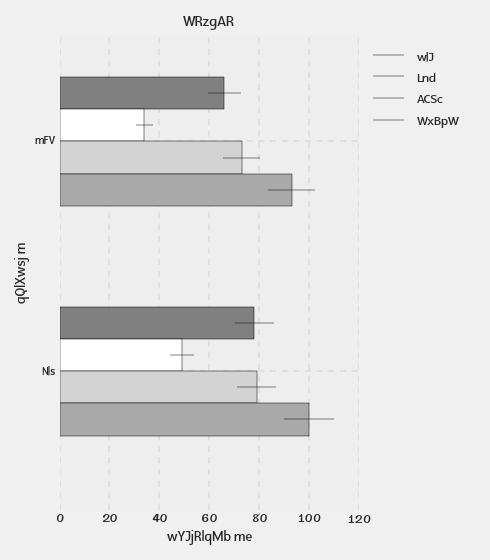 WRzgAR
wlJ
Lnd
ACSc
WxBpW
mFV
Nls
qQlXwsj m
0 20 40 60 80 100 120
wYJjRlqMb me